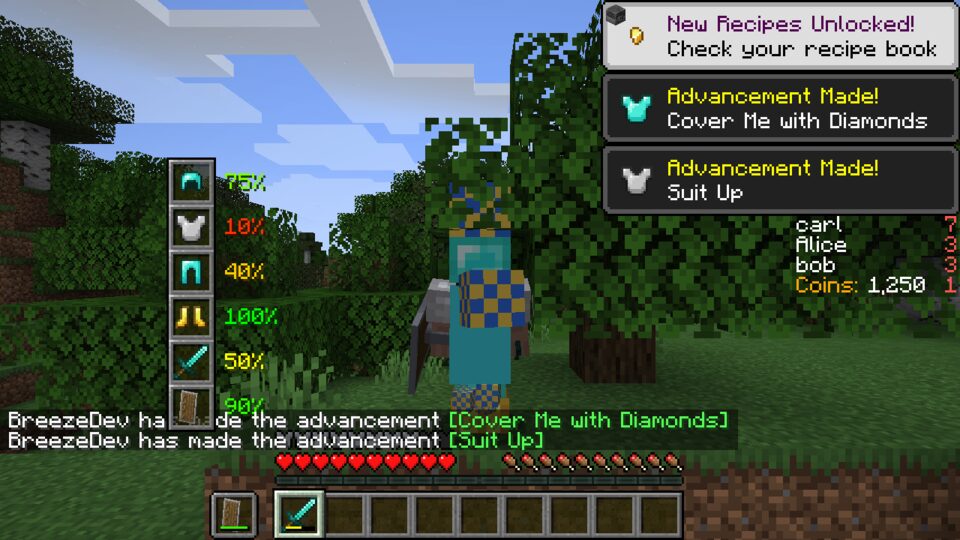 New Recipes Unlocked!
Check your recipe book
Advancement Made!
Cover Me with Diamonds
Advancement Made!
Suit Up
carl 7
Alice 3
bob 3
Coins: 1,250 1
75%
10%
40%
100%
50%
90%
BreezeDev ha de the advancement [Cover Me with Diamonds]
BreezeDev has made the advancement [Suit Up]